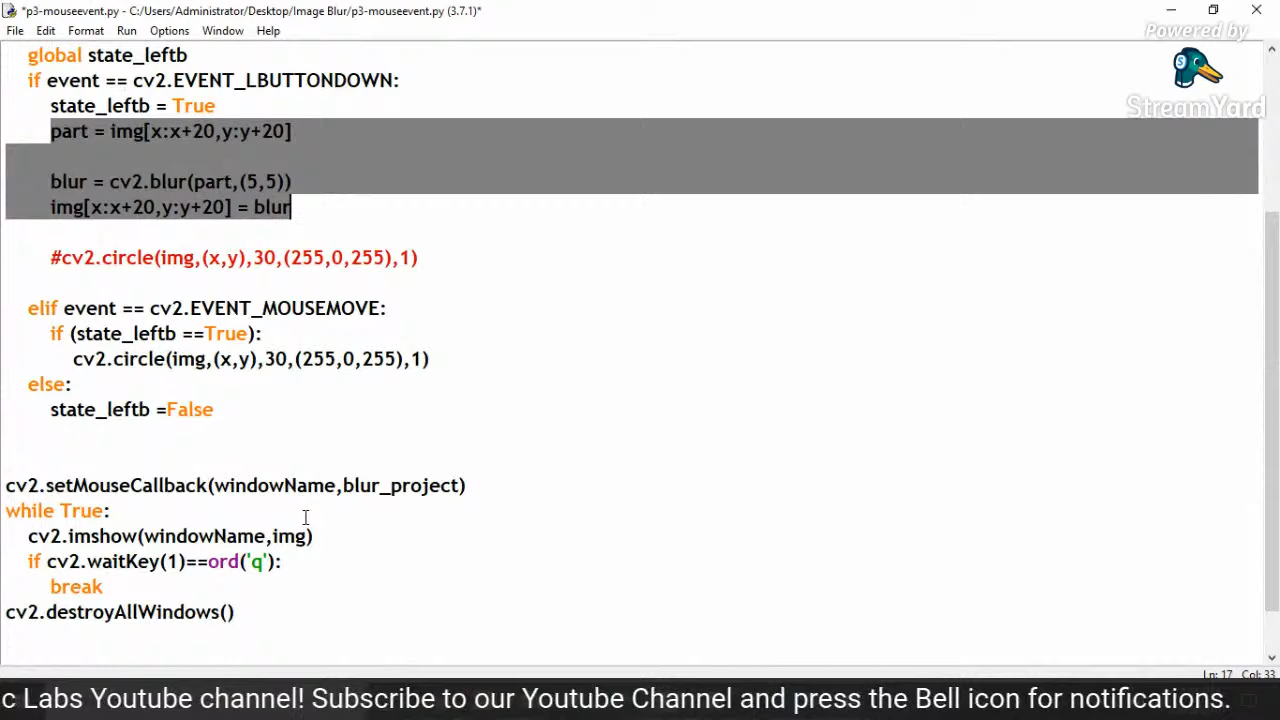 *p3-mouseevent.py - C:/Users/Administrator/Desktop/Image Blur/p3-mouseevent.py (3.7.1)*
File Edit Format Run Options Window Help
Powered by
StreamYard
global state_leftb
if event == cv2.EVENT_LBUTTONDOWN:
state_leftb = True
part = img[x:x+20,y:y+20]
blur = cv2.blur(part,(5,5))
img[x:x+20,y:y+20] = blur
#cv2.circle(img,(x,y),30,(255,0,255),1)
elif event == cv2.EVENT_MOUSEMOVE:
if (state_leftb ==True):
cv2.circle(img,(x,y),30,(255,0,255),1)
else:
state_leftb =False
cv2.setMouseCallback(windowName,blur_project)
while True:
cv2.imshow(windowName,img)
if cv2.waitKey(1)==ord('q'):
break
cv2.destroyAllWindows()
Ln: 17 Col: 33
c Labs Youtube channel! Subscribe to our Youtube Channel and press the Bell icon for notifications.